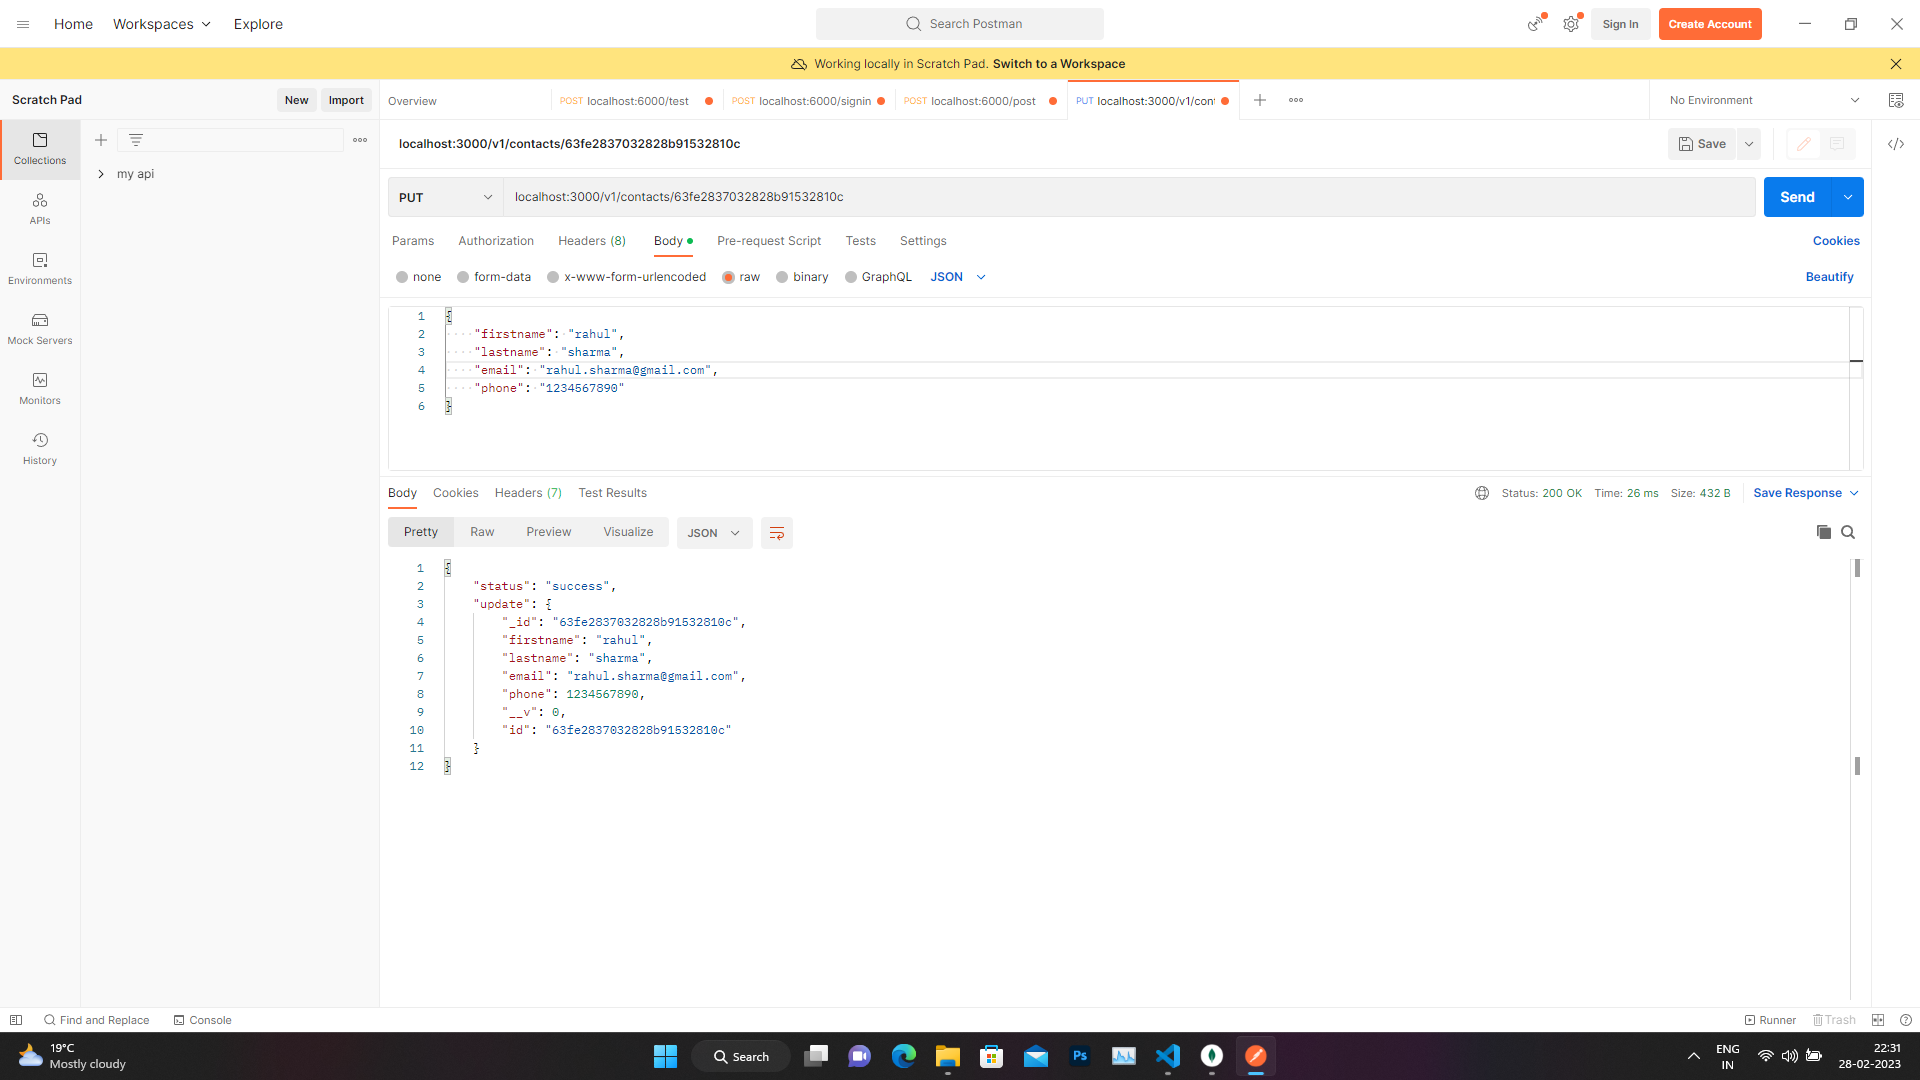 Home
Workspaces
Explore
Search Postman
Sign In
Create Account
Working locally in Scratch Pad. Switch to a Workspace
Scratch Pad
New
Import
Overview
POST localhost:6000/test
POST localhost:6000/signin
POST localhost:6000/post
PUT localhost:3000/v1/cont
No Environment
Collections
APIs
Environments
Mock Servers
Monitors
History
my api
localhost:3000/v1/contacts/63fe2837032828b91532810c
Save
PUT
localhost:3000/v1/contacts/63fe2837032828b91532810c
Send
Params
Authorization
Headers (8)
Body
Pre-request Script
Tests
Settings
Cookies
none
form-data
x-www-form-urlencoded
raw
binary
GraphQL
JSON
Beautify
1 {
2 "firstname": "rahul",
3 "lastname": "sharma",
4 "email": "rahul.sharma@gmail.com",
5 "phone": "1234567890"
6 }
Body
Cookies
Headers (7)
Test Results
Status: 200 OK
Time: 26 ms
Size: 432 B
Save Response
Pretty
Raw
Preview
Visualize
JSON
1 {
2 "status": "success",
3 "update": {
4 "_id": "63fe2837032828b91532810c",
5 "firstname": "rahul",
6 "lastname": "sharma",
7 "email": "rahul.sharma@gmail.com",
8 "phone": 1234567890,
9 "__v": 0,
10 "id": "63fe2837032828b91532810c"
11 }
12 }
Find and Replace
Console
Runner
Trash
19°C
Mostly cloudy
Search
Ps
ENG
IN
22:31
28-02-2023